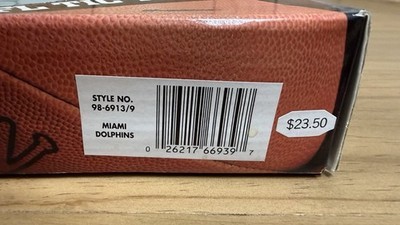 STYLE NO.
98-6913/9
MIAMI
DOLPHINS
0 26217 66939 7
$23.50